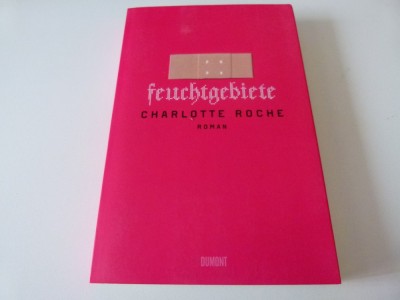 feuchtgebiete
CHARLOTTE ROCHE
ROMAN
DUMONT